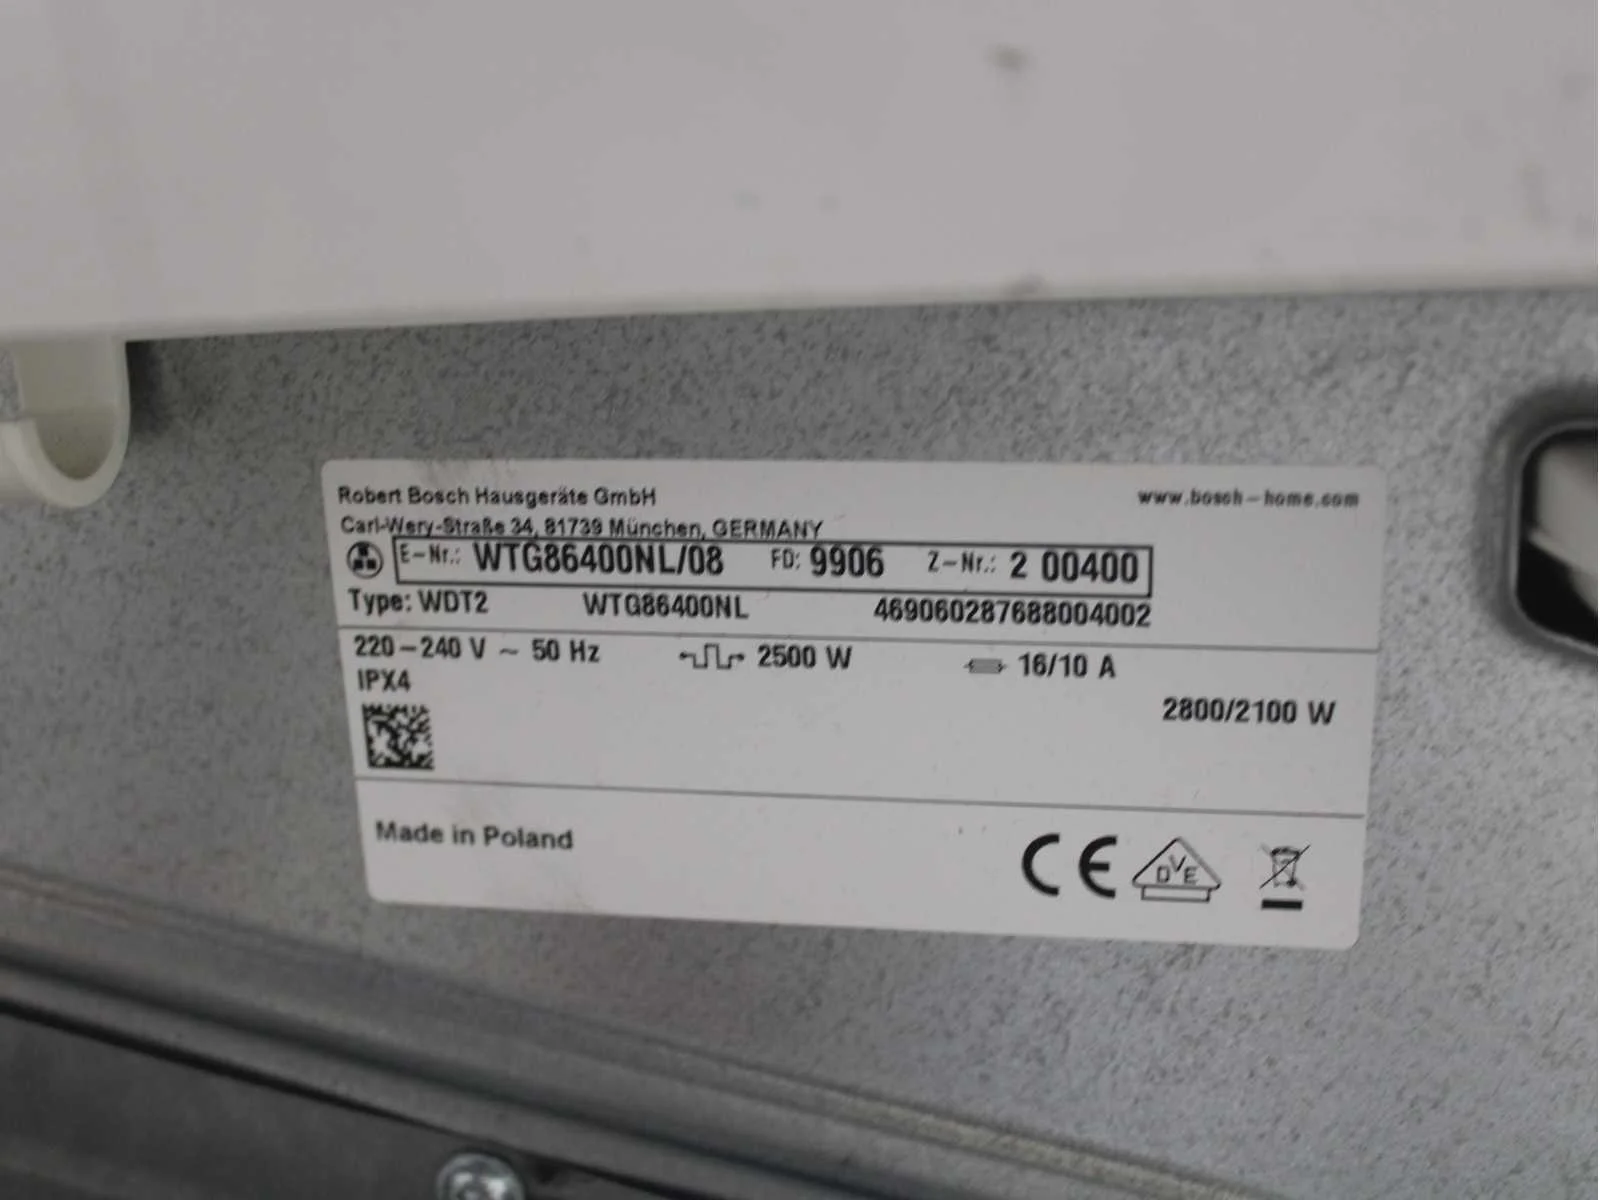 Robert Bosch Hausgeräte GmbH
www.bosch-home.com
Carl-Wery-Straße 34, 81739 München, GERMANY
E-Nr.: WTG86400NL/08 FD: 9906 Z-Nr.: 2 00400
Type: WDT2 WTG86400NL 469060287688004002
220-240 V ~ 50 Hz 2500 W 16/10 A
IPX4
2800/2100 W
Made in Poland
CE DVE